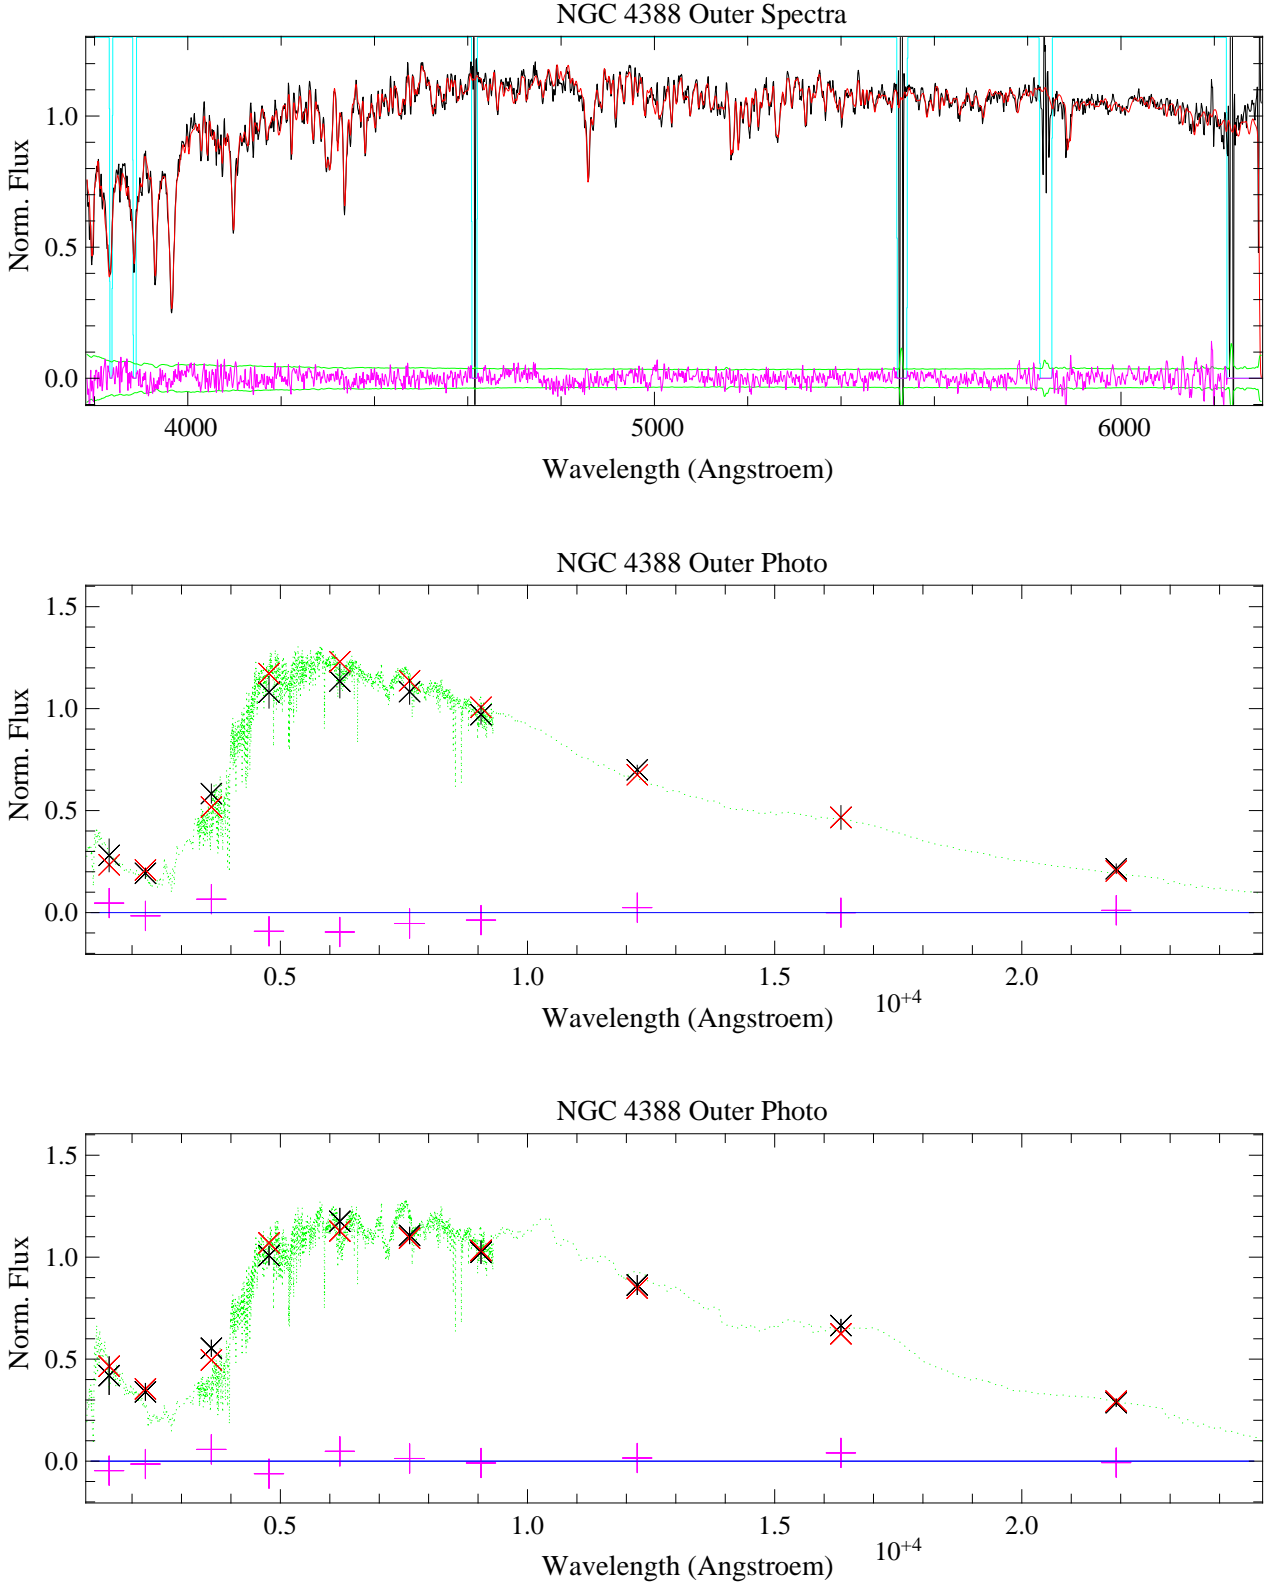 NGC 4388 Outer Spectra
Norm. Flux
1.0
0.5
0.0
4000 5000 6000
Wavelength (Angstroem)
NGC 4388 Outer Photo
Norm. Flux
1.5
1.0
0.5
0.0
0.5 1.0 1.5 2.0
10+4
Wavelength (Angstroem)
NGC 4388 Outer Photo
Norm. Flux
1.5
1.0
0.5
0.0
0.5 1.0 1.5 2.0
10+4
Wavelength (Angstroem)